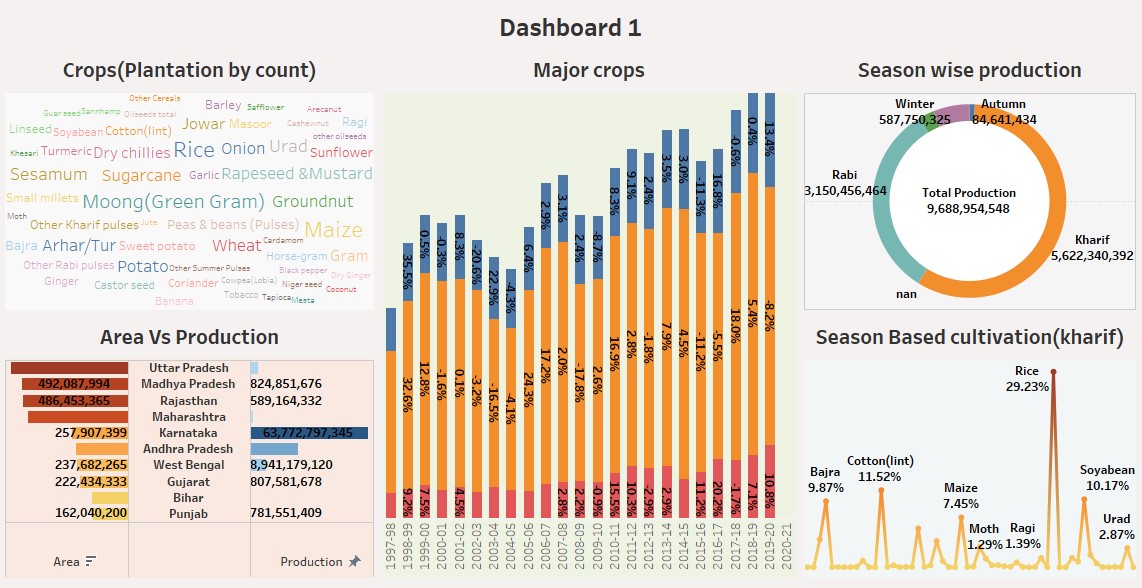 Dashboard 1
Crops(Plantation by count)
Other Cereals
Barley Safflower
Guar seed Sannhamp Oilseeds total Arecanut
Linseed Soyabean Cotton(lint) Jowar Masoor Cashewnut Ragi
other oilseeds
Khesari Turmeric Dry chillies Rice Onion Urad Sunflower
Sesamum Sugarcane Garlic Rapeseed &Mustard
Small millets Moong(Green Gram) Groundnut
Moth
Other Kharif pulses Jute Peas & beans (Pulses) Maize
Bajra Arhar/Tur Sweet potato Wheat Cardamom
Horse-gram Gram
Other Rabi pulses Potato Other Summer Pulses Black pepper Dry Ginger
Ginger Castor seed Coriander Cowpea(Lobia) Niger seed Coconut
Banana Tobacco Tapioca Mesta
Area Vs Production
Uttar Pradesh
492,087,994 Madhya Pradesh 824,851,676
486,453,365 Rajasthan 589,164,332
Maharashtra
257,907,399 Karnataka 63,772,797,345
Andhra Pradesh
237,682,265 West Bengal 8,941,179,120
222,434,333 Gujarat 807,581,678
Bihar
162,040,200 Punjab 781,551,409
Area Production
Major crops
35.5% 0.5% -0.3% 8.3% -20.6% 22.9% -4.3% 6.4% 2.9% 3.1% 2.4% -8.7% 8.3% 9.1% 2.4% 3.5% 3.0% -11.3% 16.8% -0.6% 0.4% 13.4%
32.6% 12.8% -1.6% 0.1% -3.2% -16.5% -4.1% 24.3% 17.2% 2.0% -17.8% 2.6% 16.9% 2.8% -1.8% 7.9% 4.5% -11.2% -5.5% 18.0% 5.4% -8.2%
9.2% 7.5% 4.5% 2.8% 2.2% -0.9% 15.5% 10.3% -2.9% 2.9% 11.2% 20.2% -1.7% 7.1% 10.8%
1997-98 1998-99 1999-00 2000-01 2001-02 2002-03 2003-04 2004-05 2005-06 2006-07 2007-08 2008-09 2009-10 2010-11 2011-12 2012-13 2013-14 2014-15 2015-16 2016-17 2017-18 2018-19 2019-20 2020-21
Season wise production
Winter Autumn
587,750,325 84,641,434
Rabi
3,150,456,464
Total Production
9,688,954,548
Kharif
5,622,340,392
nan
Season Based cultivation(kharif)
Rice
29.23%
Cotton(lint)
11.52%
Bajra
9.87%
Soyabean
10.17%
Maize
7.45%
Moth
1.29%
Ragi
1.39%
Urad
2.87%